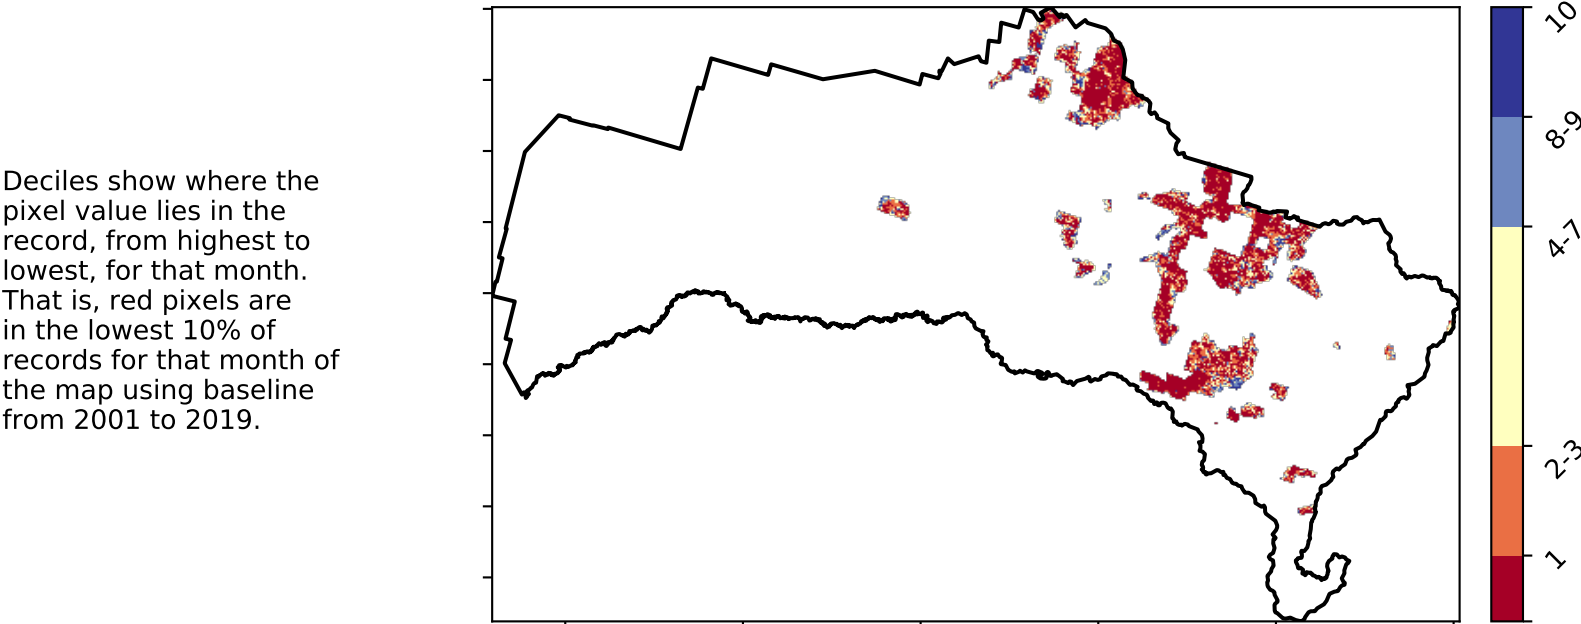 Deciles show where the
pixel value lies in the
record, from highest to
lowest, for that month.
That is, red pixels are
in the lowest 10% of
records for that month of
the map using baseline
from 2001 to 2019.
10
8-9
4-7
2-3
1